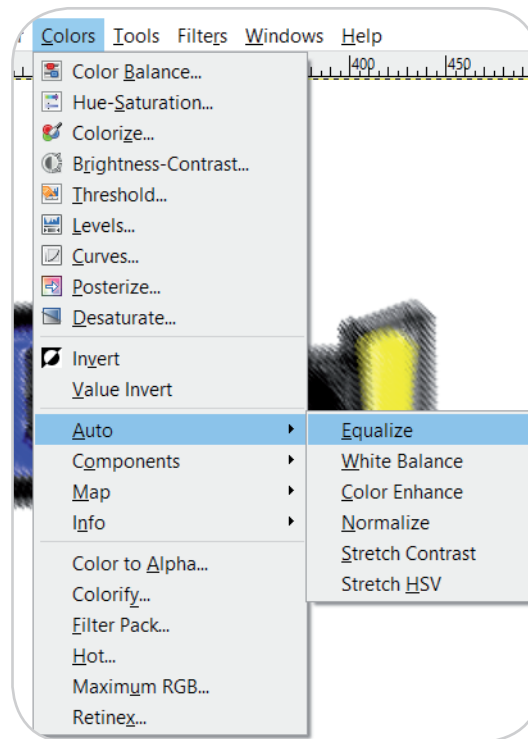 Colors Tools Filters Windows Help
400 450
Color Balance...
Hue-Saturation...
Colorize...
Brightness-Contrast...
Threshold...
Levels...
Curves...
Posterize...
Desaturate...
Invert
Value Invert
Auto
Equalize
Components
White Balance
Map
Color Enhance
Info
Normalize
Stretch Contrast
Color to Alpha...
Stretch HSV
Colorify...
Filter Pack...
Hot...
Maximum RGB...
Retinex...